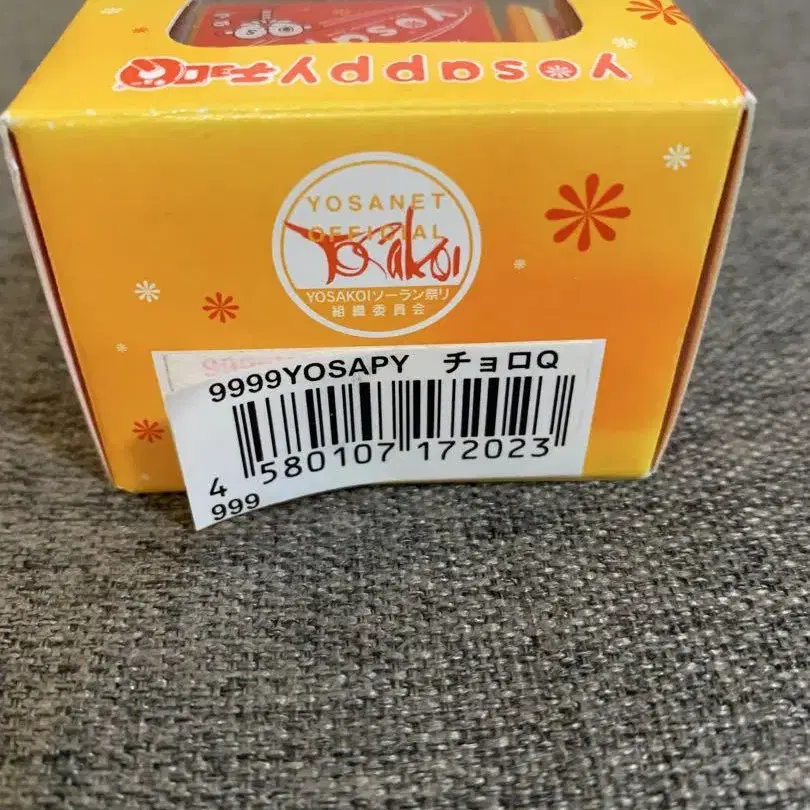 yosappyチョロQ
YOSANET
OFFICIAL
YOSAKOI
YOSAKOIソーラン祭り
組織委員会
9999YOSAPY チョロQ
4 580107 172023
999